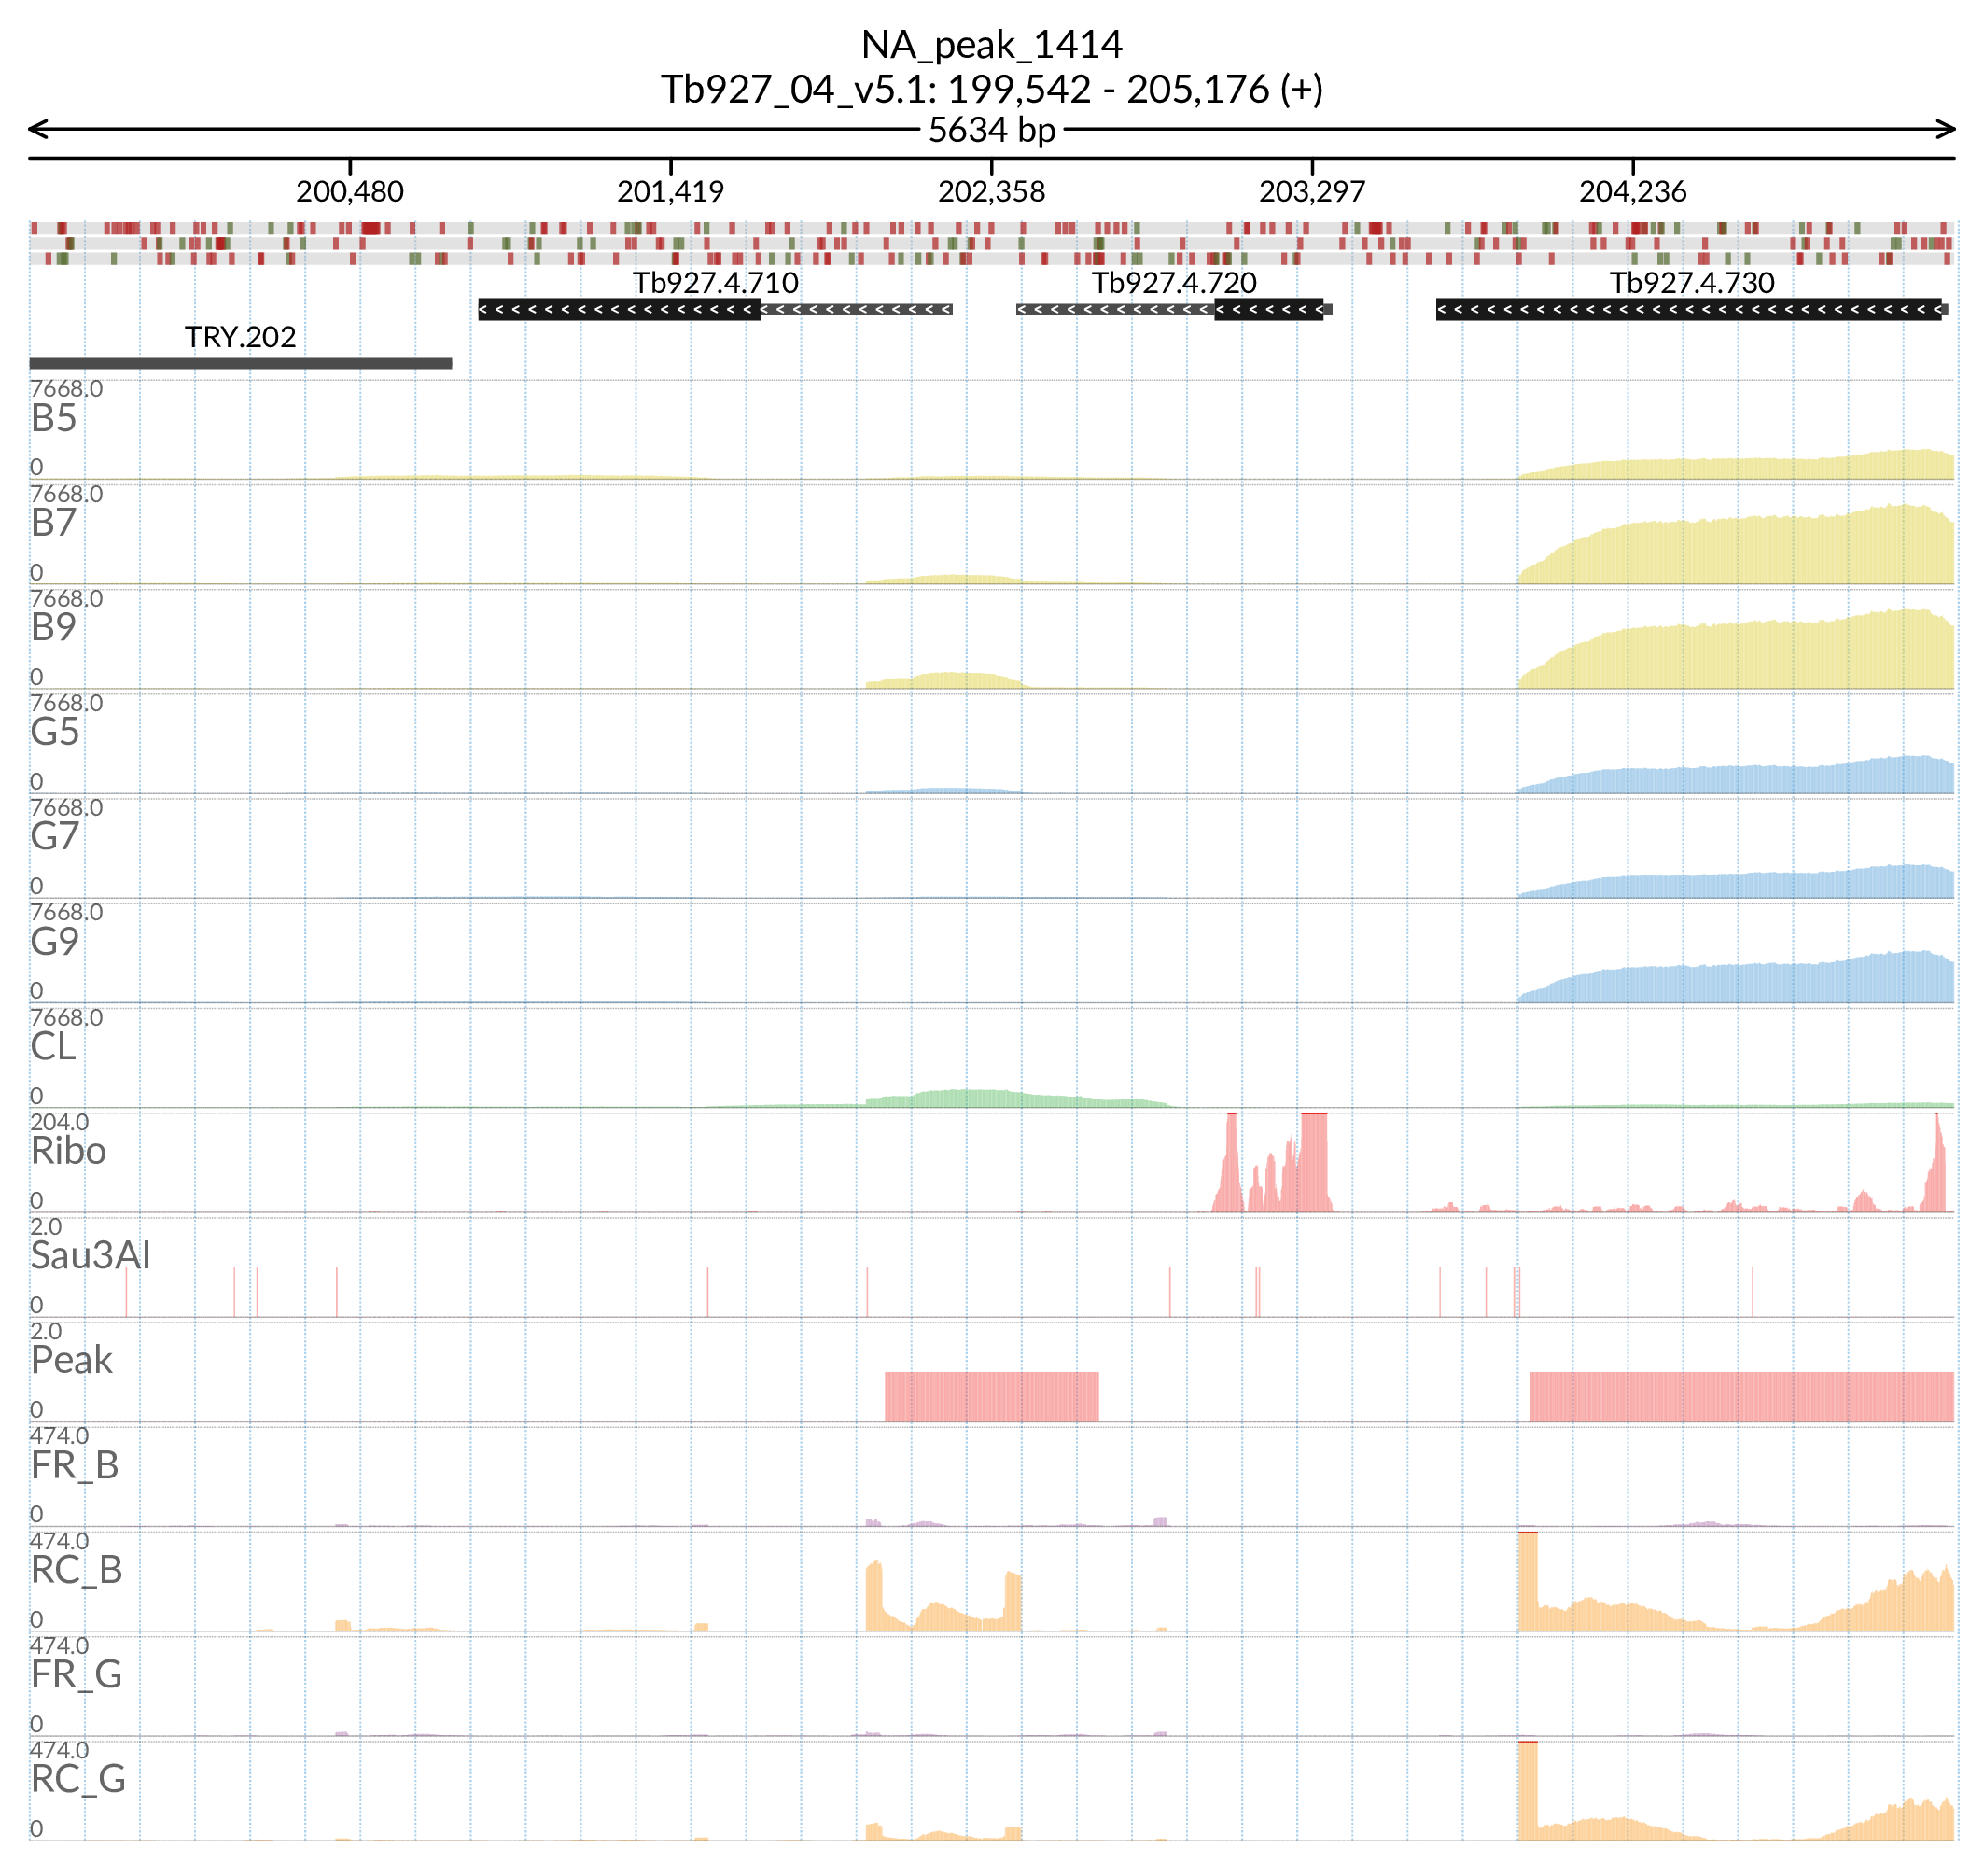 NA_peak_1414
Tb927_04_v5.1: 199,542 - 205,176 (+)
5634 bp
200,480 201,419 202,358 203,297 204,236
Tb927.4.710 Tb927.4.720 Tb927.4.730
TRY.202
7668.0
B5
0
7668.0
B7
0
7668.0
B9
0
7668.0
G5
0
7668.0
G7
0
7668.0
G9
0
7668.0
CL
0
204.0
Ribo
0
2.0
Sau3AI
0
2.0
Peak
0
474.0
FR_B
0
474.0
RC_B
0
474.0
FR_G
0
474.0
RC_G
0